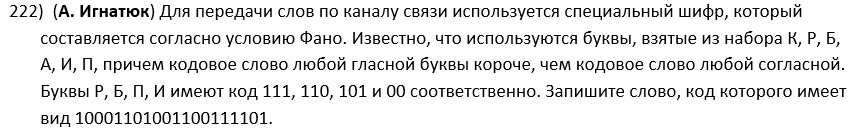 222) (А. Игнатюк) Для передачи слов по каналу связи используется специальный шифр, который
составляется согласно условию Фано. Известно, что используются буквы, взятые из набора К, Р, Б,
А, И, П, причем кодовое слово любой гласной буквы короче, чем кодовое слово любой согласной.
Буквы Р, Б, П, И имеют код 111, 110, 101 и 00 соответственно. Запишите слово, код которого имеет
вид 10001101001100111101.